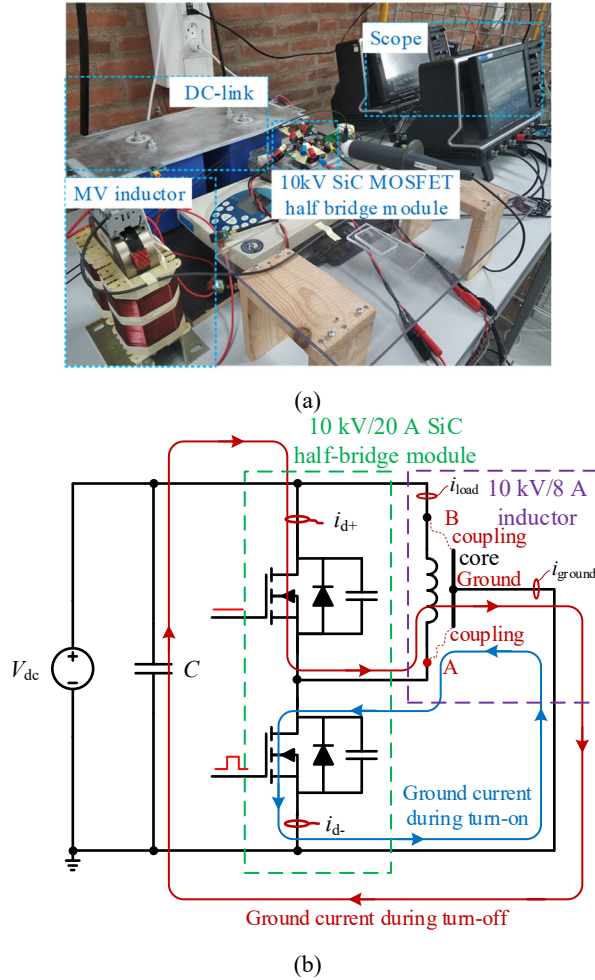 Scope
DC-link
MV inductor
10kV SiC MOSFET
half bridge module
(a)
10 kV/20 A SiC
half-bridge module
i_load
10 kV/8 A
inductor
B
coupling
core
i_d+
Ground
i_ground
coupling
A
V_dc
C
Ground current
during turn-on
i_d-
Ground current during turn-off
(b)